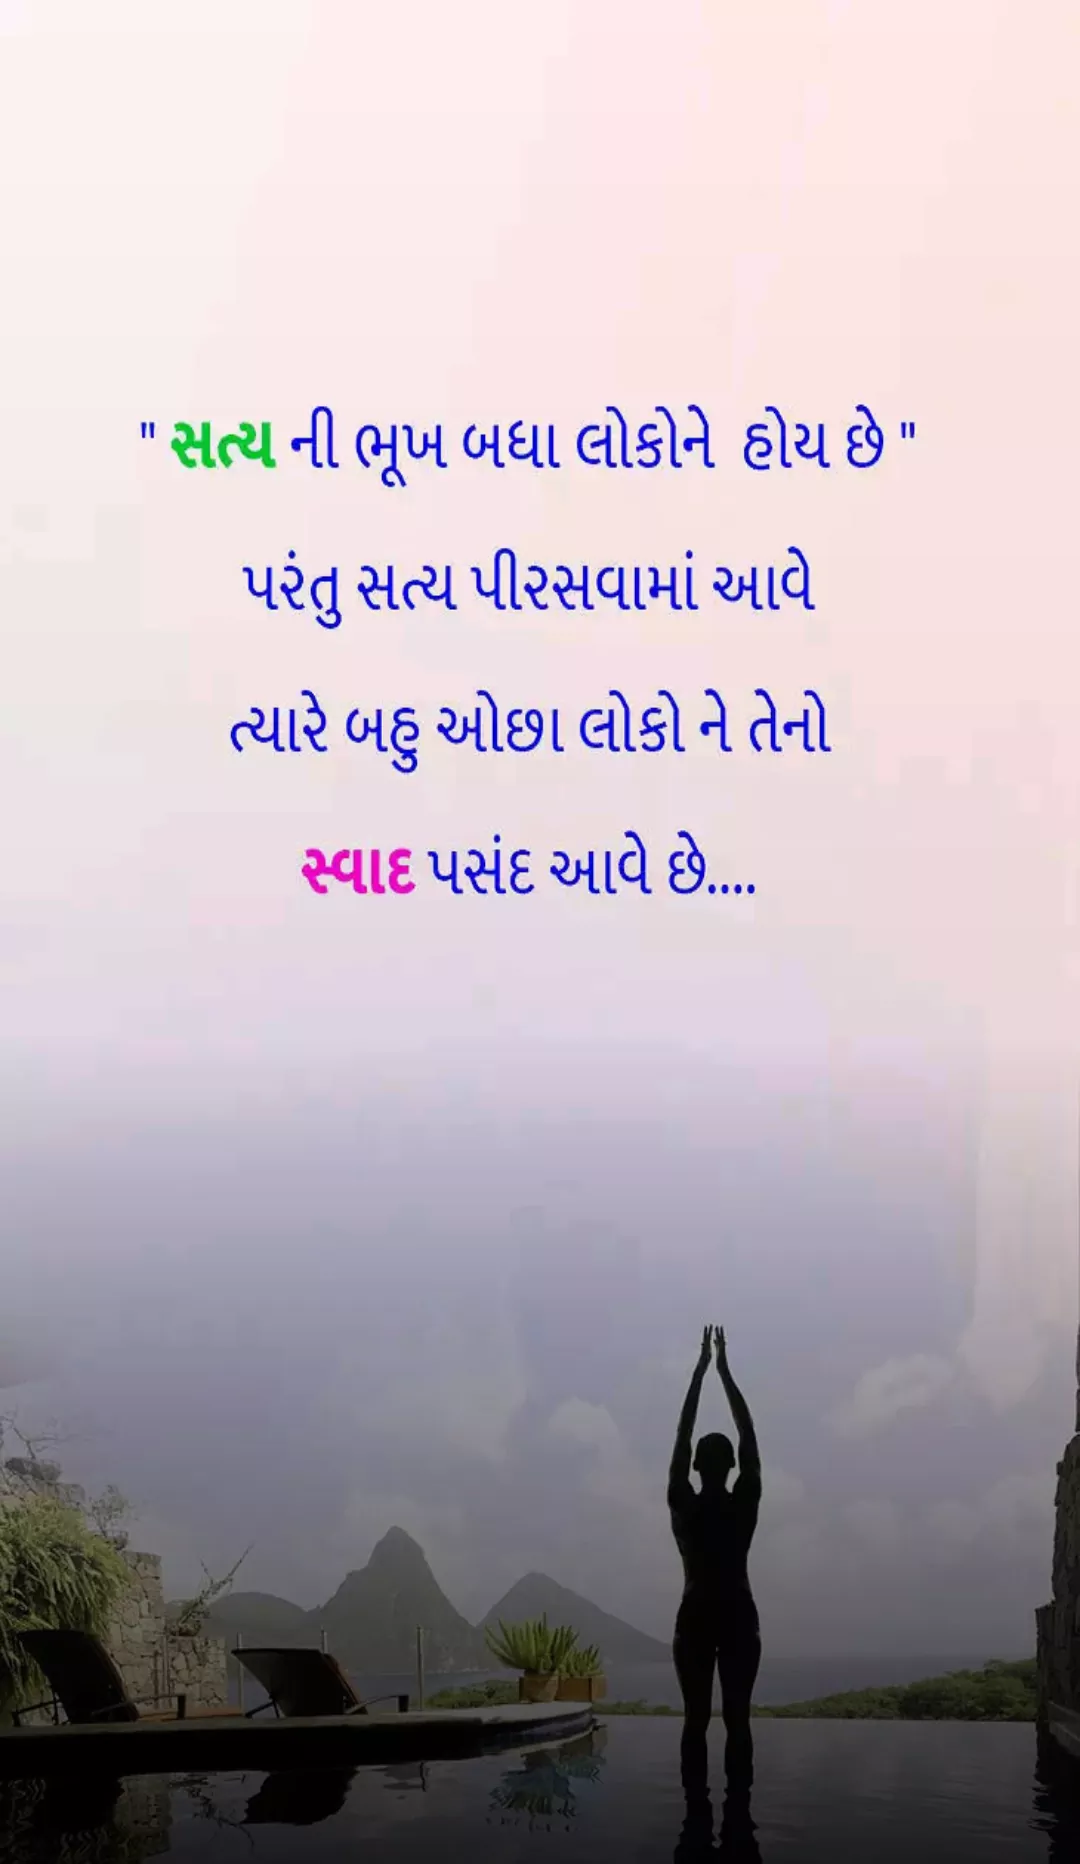 " સત્ય ની ભૂખ બધા લોકોને હોય છે "
પરંતુ સત્ય પીરસવામાં આવે
ત્યારે બહુ ઓછા લોકો ને તેનો
સ્વાદ પસંદ આવે છે....